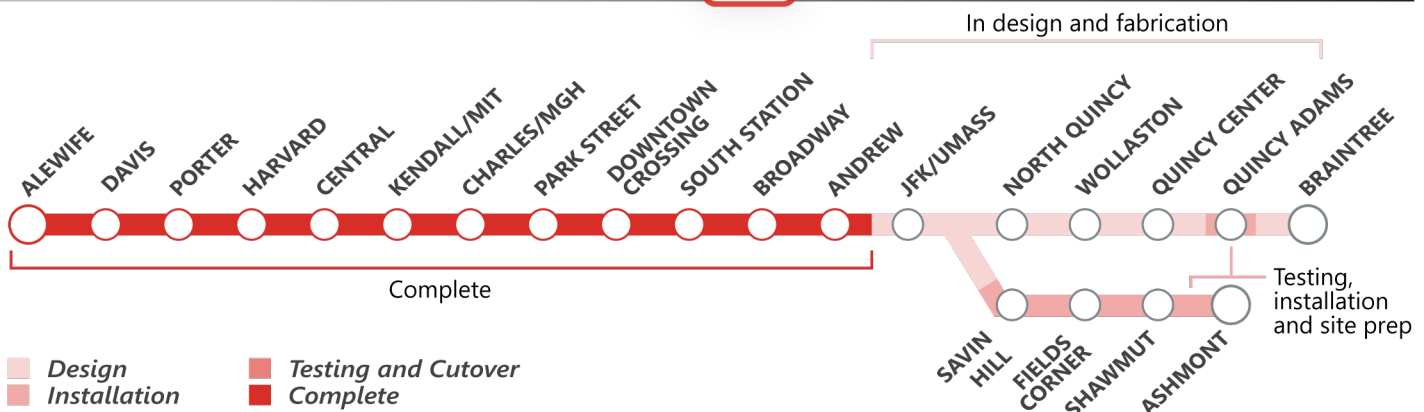 In design and fabrication
ALEWIFE
DAVIS
PORTER
HARVARD
CENTRAL
KENDALL/MIT
CHARLES/MGH
PARK STREET
DOWNTOWN
CROSSING
SOUTH STATION
BROADWAY
ANDREW
JFK/UMASS
NORTH QUINCY
WOLLASTON
QUINCY CENTER
QUINCY ADAMS
BRAINTREE
Complete
Testing,
installation
and site prep
SAVIN
HILL
FIELDS
CORNER
SHAWMUT
ASHMONT
Design
Installation
Testing and Cutover
Complete